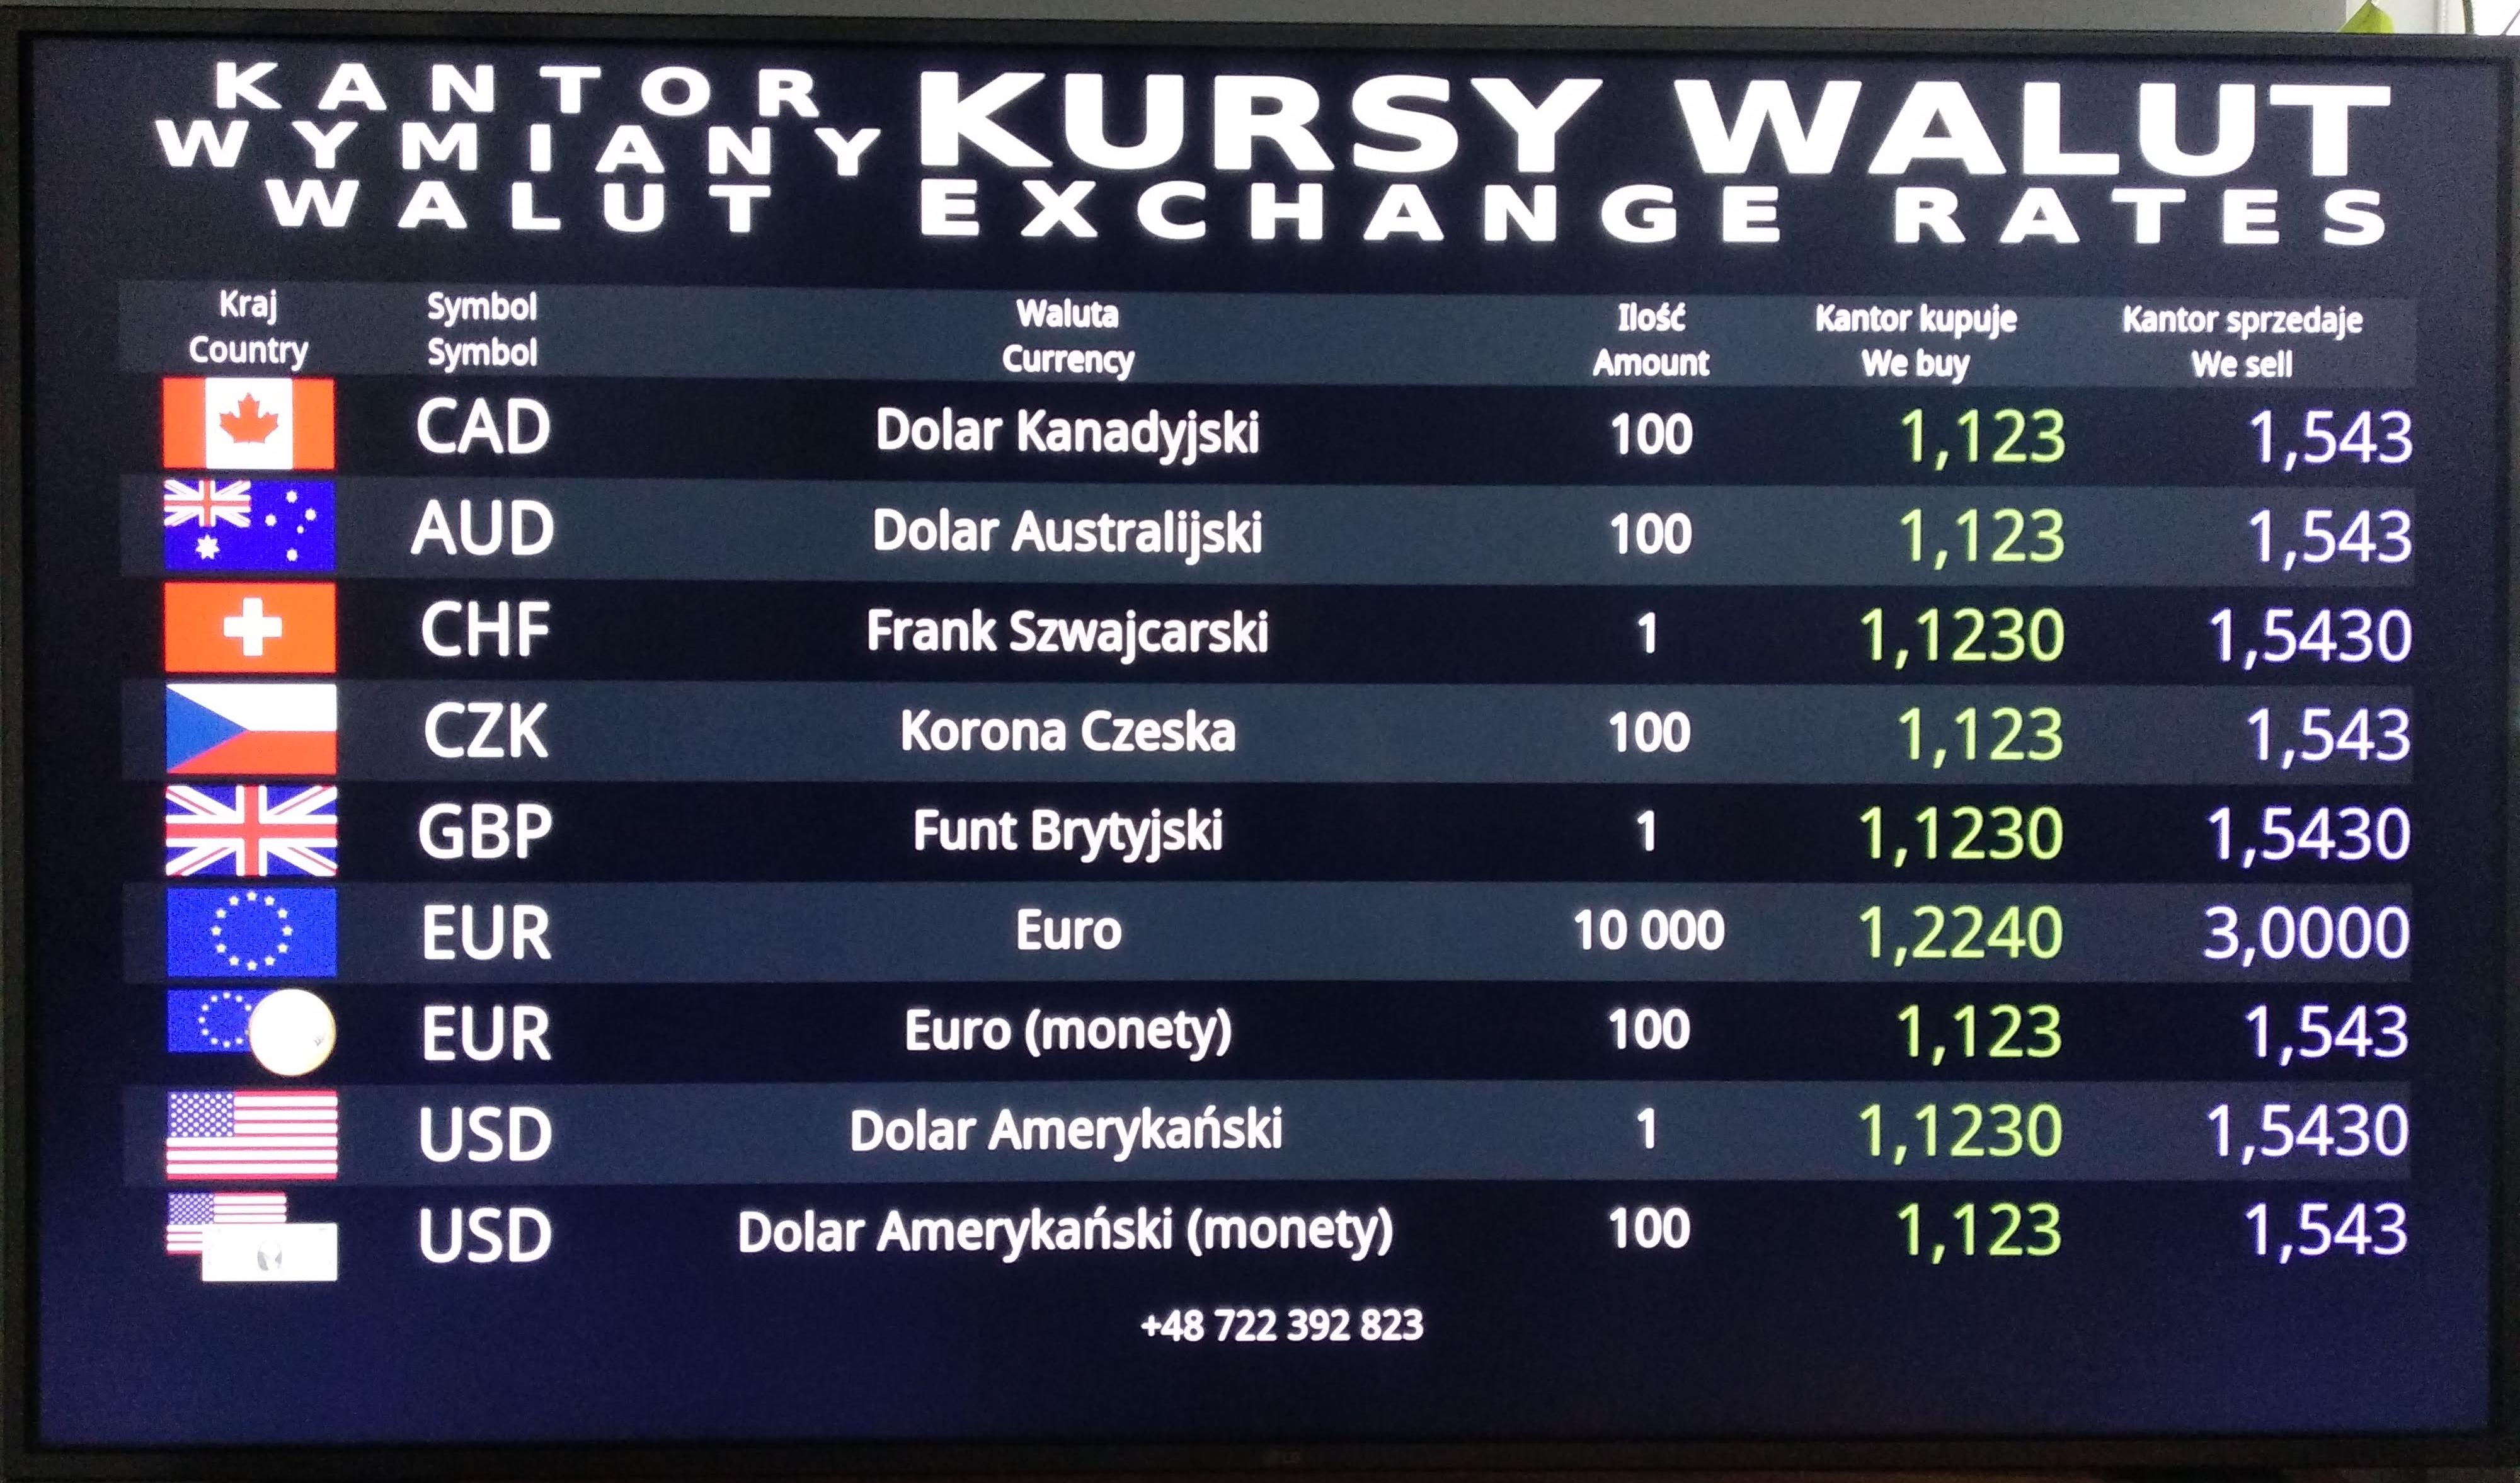 KANTOR
WYMIANY
WALUT
KURSY WALUT
EXCHANGE RATES
Kraj Symbol Waluta Ilość Kantor kupuje Kantor sprzedaje
Country Symbol Currency Amount We buy We sell
CAD Dolar Kanadyjski 100 1,123 1,543
AUD Dolar Australijski 100 1,123 1,543
CHF Frank Szwajcarski 1 1,1230 1,5430
CZK Korona Czeska 100 1,123 1,543
GBP Funt Brytyjski 1 1,1230 1,5430
EUR Euro 10 000 1,2240 3,0000
EUR Euro (monety) 100 1,123 1,543
USD Dolar Amerykański 1 1,1230 1,5430
USD Dolar Amerykański (monety) 100 1,123 1,543
+48 722 392 823
LG